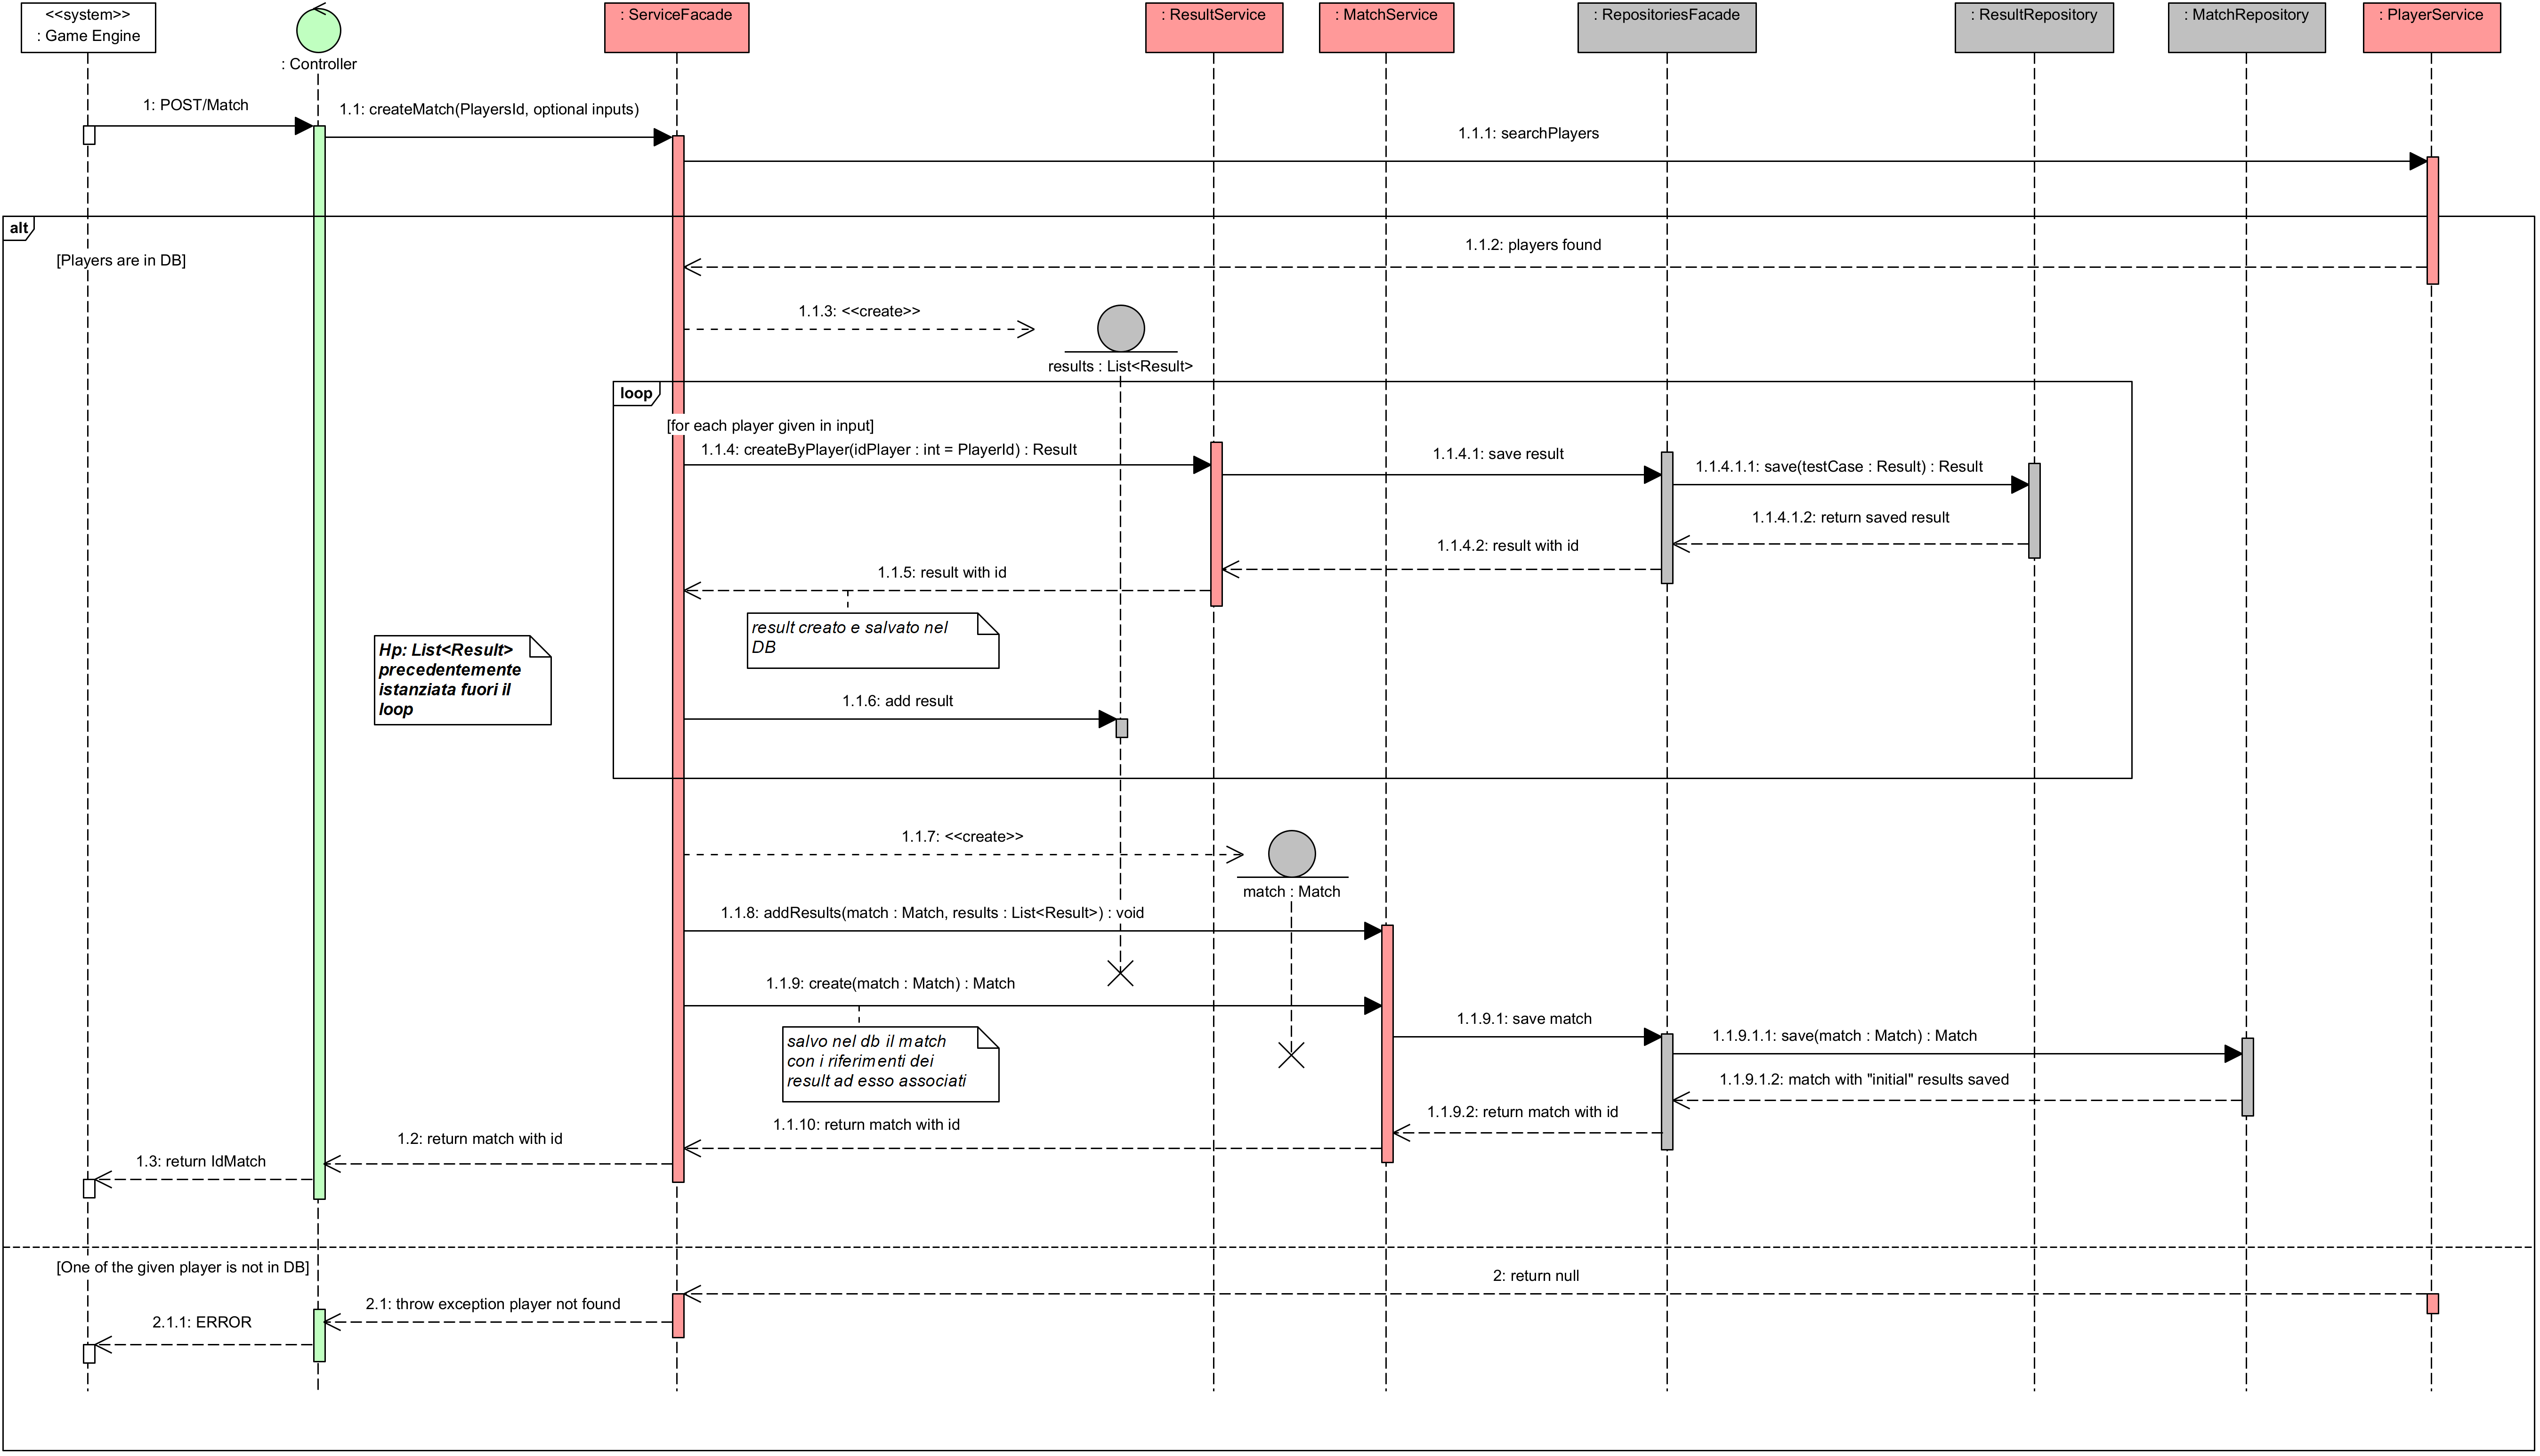 <<system>>
: Game Engine
: Controller
: ServiceFacade
: ResultService
: MatchService
: RepositoriesFacade
: ResultRepository
: MatchRepository
: PlayerService
1: POST/Match
1.1: createMatch(PlayersId, optional inputs)
1.1.1: searchPlayers
alt
[Players are in DB]
1.1.2: players found
1.1.3: <<create>>
results : List<Result>
loop
[for each player given in input]
1.1.4: createByPlayer(idPlayer : int = PlayerId) : Result
1.1.4.1: save result
1.1.4.1.1: save(testCase : Result) : Result
1.1.4.1.2: return saved result
1.1.4.2: result with id
1.1.5: result with id
result creato e salvato nel
DB
Hp: List<Result>
precedentemente
istanziata fuori il
loop
1.1.6: add result
1.1.7: <<create>>
match : Match
1.1.8: addResults(match : Match, results : List<Result>) : void
1.1.9: create(match : Match) : Match
salvo nel db il match
con i riferimenti dei
result ad esso associati
1.1.9.1: save match
1.1.9.1.1: save(match : Match) : Match
1.1.9.1.2: match with "initial" results saved
1.1.9.2: return match with id
1.1.10: return match with id
1.2: return match with id
1.3: return IdMatch
[One of the given player is not in DB]
2: return null
2.1: throw exception player not found
2.1.1: ERROR